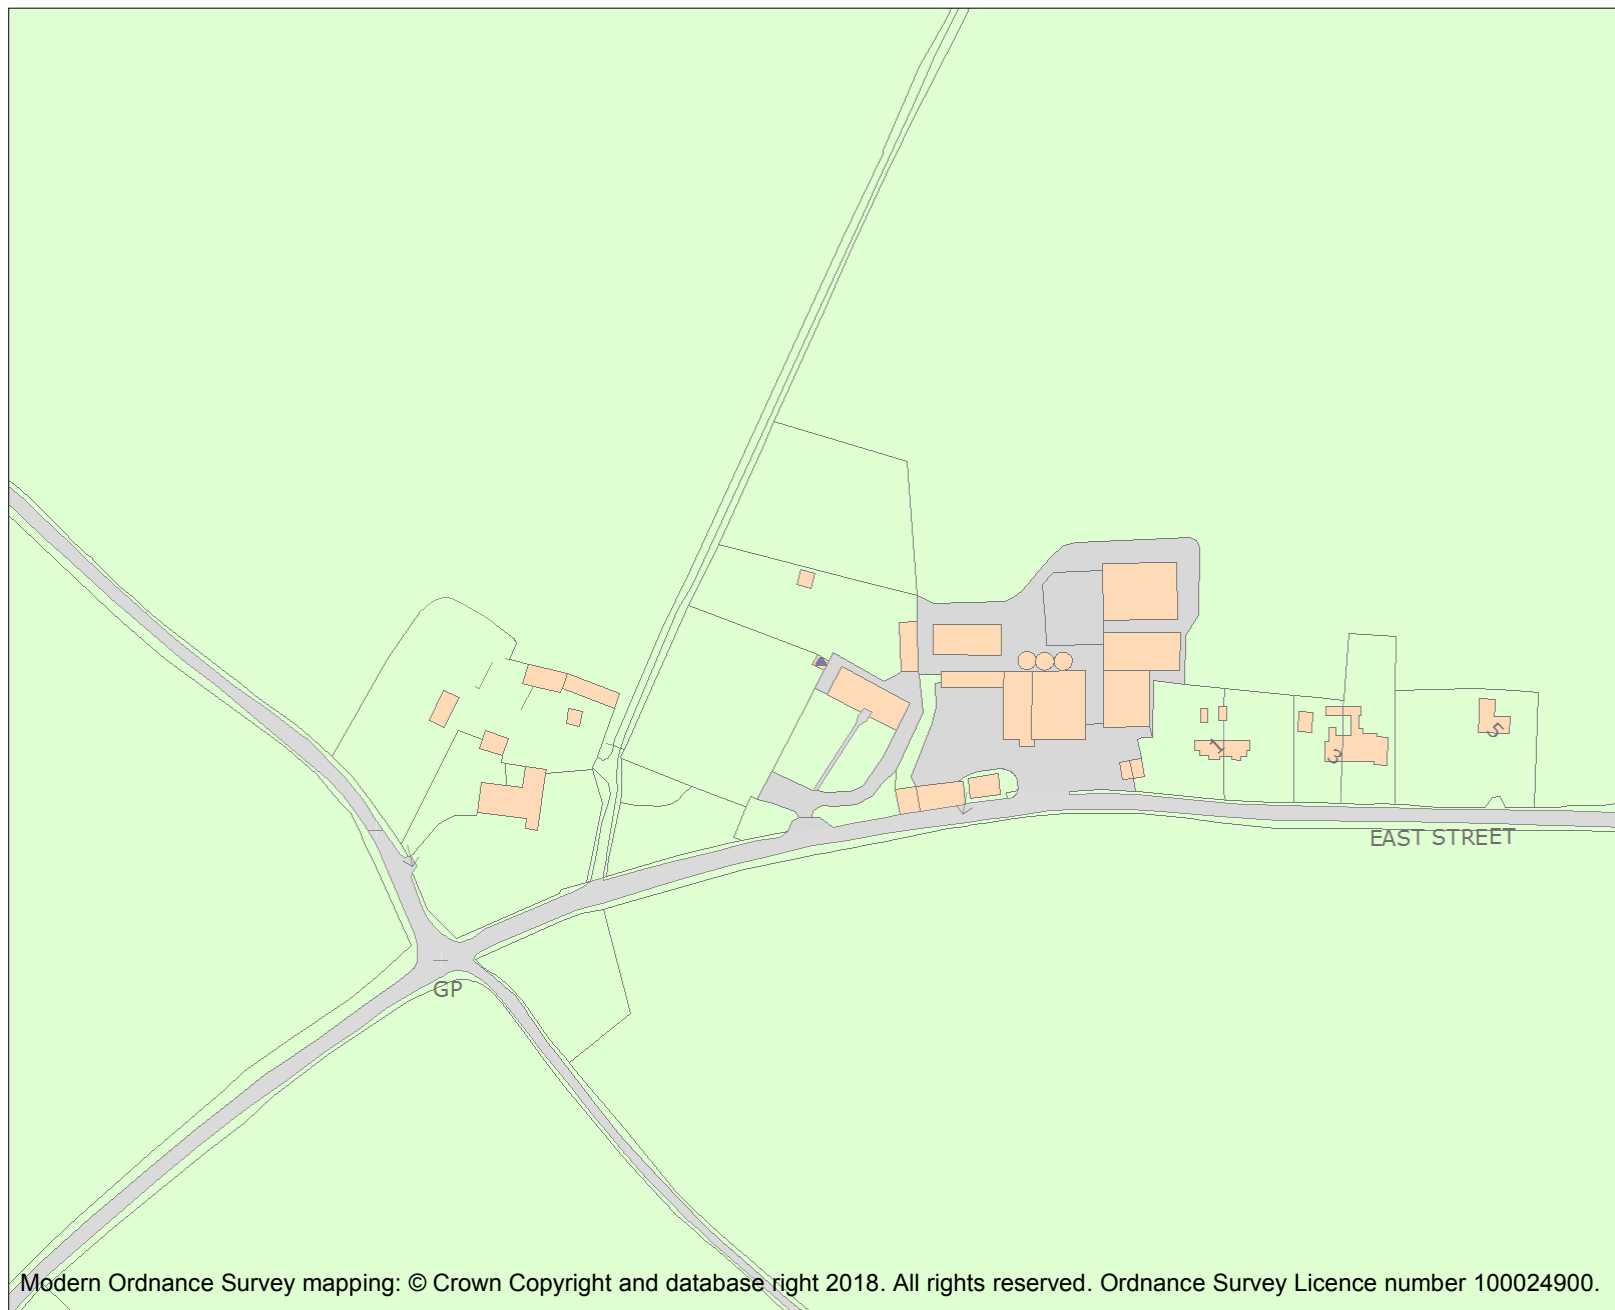 1
3
5
EAST STREET
GP
Modern Ordnance Survey mapping: © Crown Copyright and database right 2018. All rights reserved. Ordnance Survey Licence number 100024900.